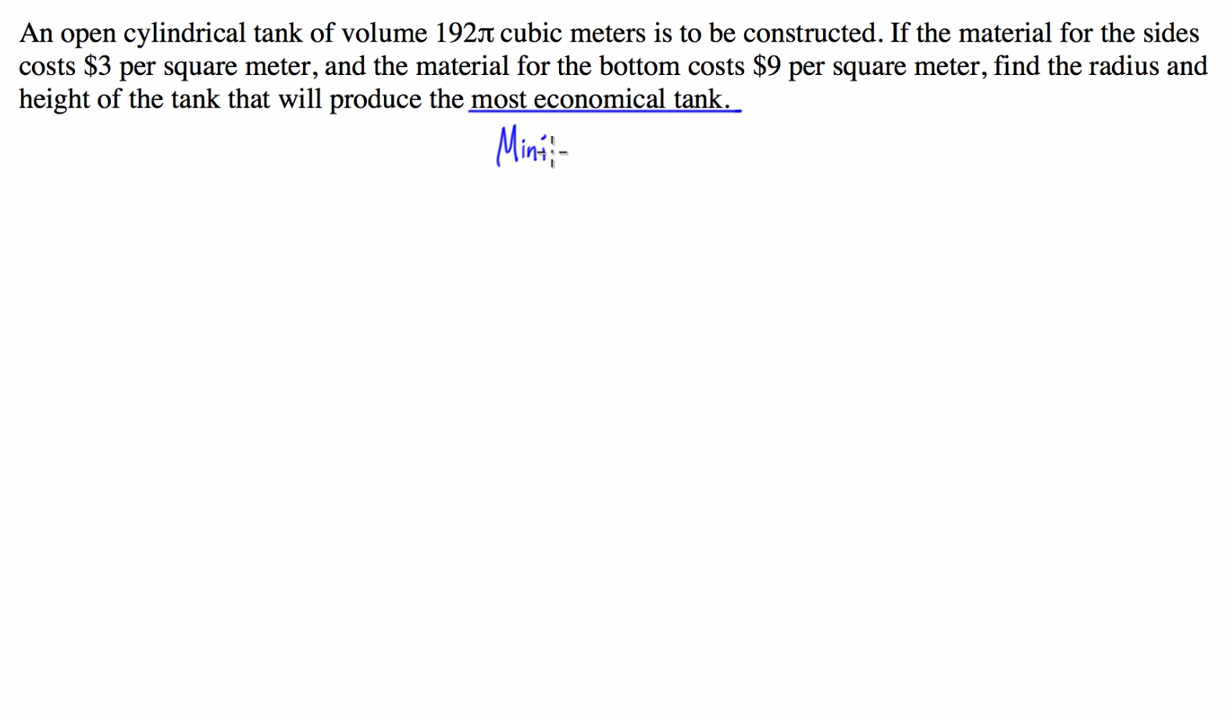 An open cylindrical tank of volume 192π cubic meters is to be constructed. If the material for the sides
costs $3 per square meter, and the material for the bottom costs $9 per square meter, find the radius and
height of the tank that will produce the most economical tank.
Mini